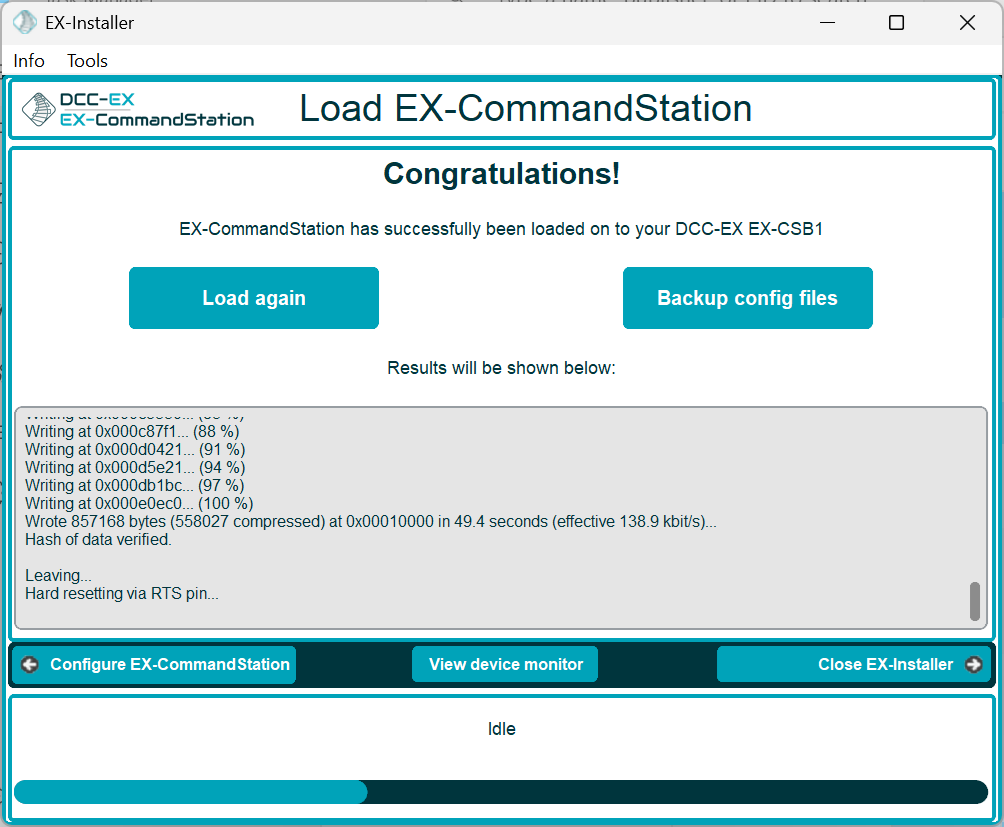 EX-Installer
Info Tools
DCC-EX
EX-CommandStation
Load EX-CommandStation
Congratulations!
EX-CommandStation has successfully been loaded on to your DCC-EX EX-CSB1
Load again
Backup config files
Results will be shown below:
Writing at 0x000c87f1... (88 %)
Writing at 0x000d0421... (91 %)
Writing at 0x000d5e21... (94 %)
Writing at 0x000db1bc... (97 %)
Writing at 0x000e0ec0... (100 %)
Wrote 857168 bytes (558027 compressed) at 0x00010000 in 49.4 seconds (effective 138.9 kbit/s)...
Hash of data verified.
Leaving...
Hard resetting via RTS pin...
Configure EX-CommandStation
View device monitor
Close EX-Installer
Idle